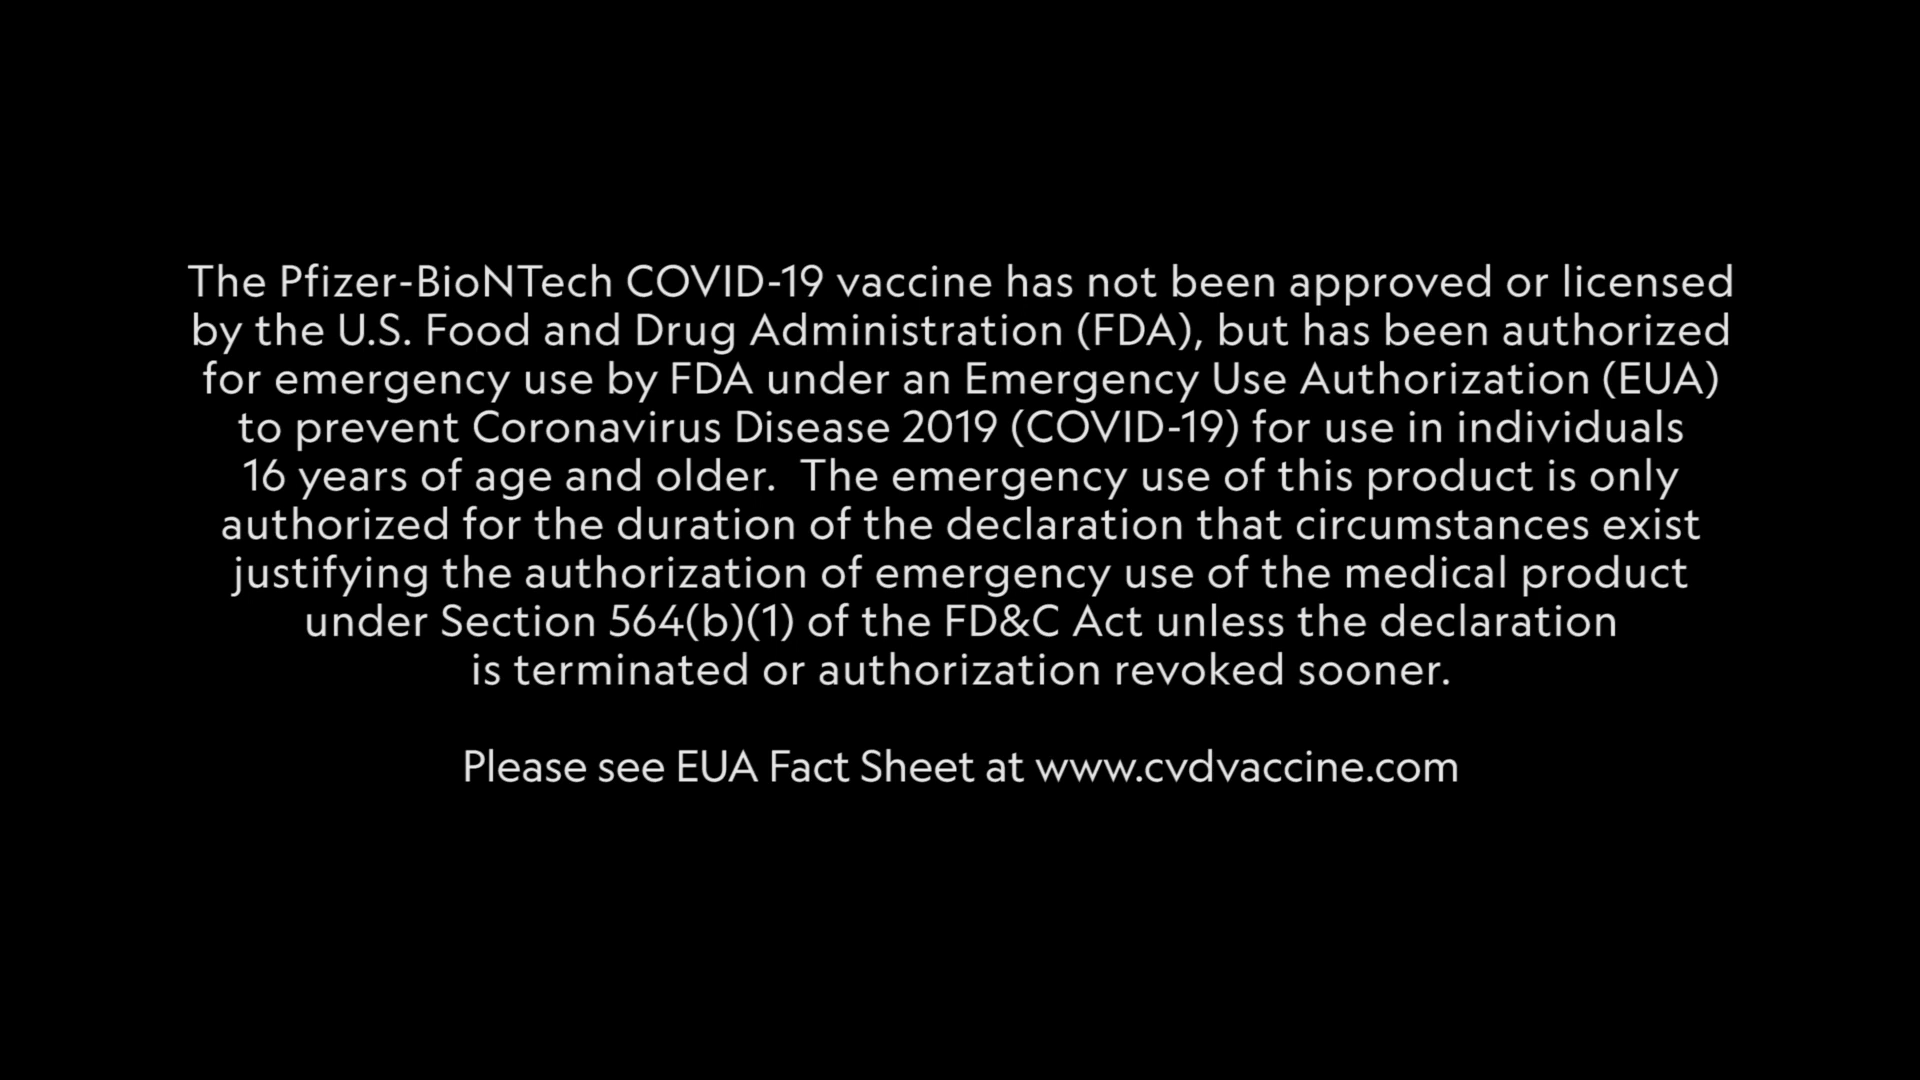 The Pfizer-BioNTech COVID-19 vaccine has not been approved or licensed
by the U.S. Food and Drug Administration (FDA), but has been authorized
for emergency use by FDA under an Emergency Use Authorization (EUA)
to prevent Coronavirus Disease 2019 (COVID-19) for use in individuals
16 years of age and older.  The emergency use of this product is only
authorized for the duration of the declaration that circumstances exist
justifying the authorization of emergency use of the medical product
under Section 564(b)(1) of the FD&C Act unless the declaration
is terminated or authorization revoked sooner.
Please see EUA Fact Sheet at www.cvdvaccine.com